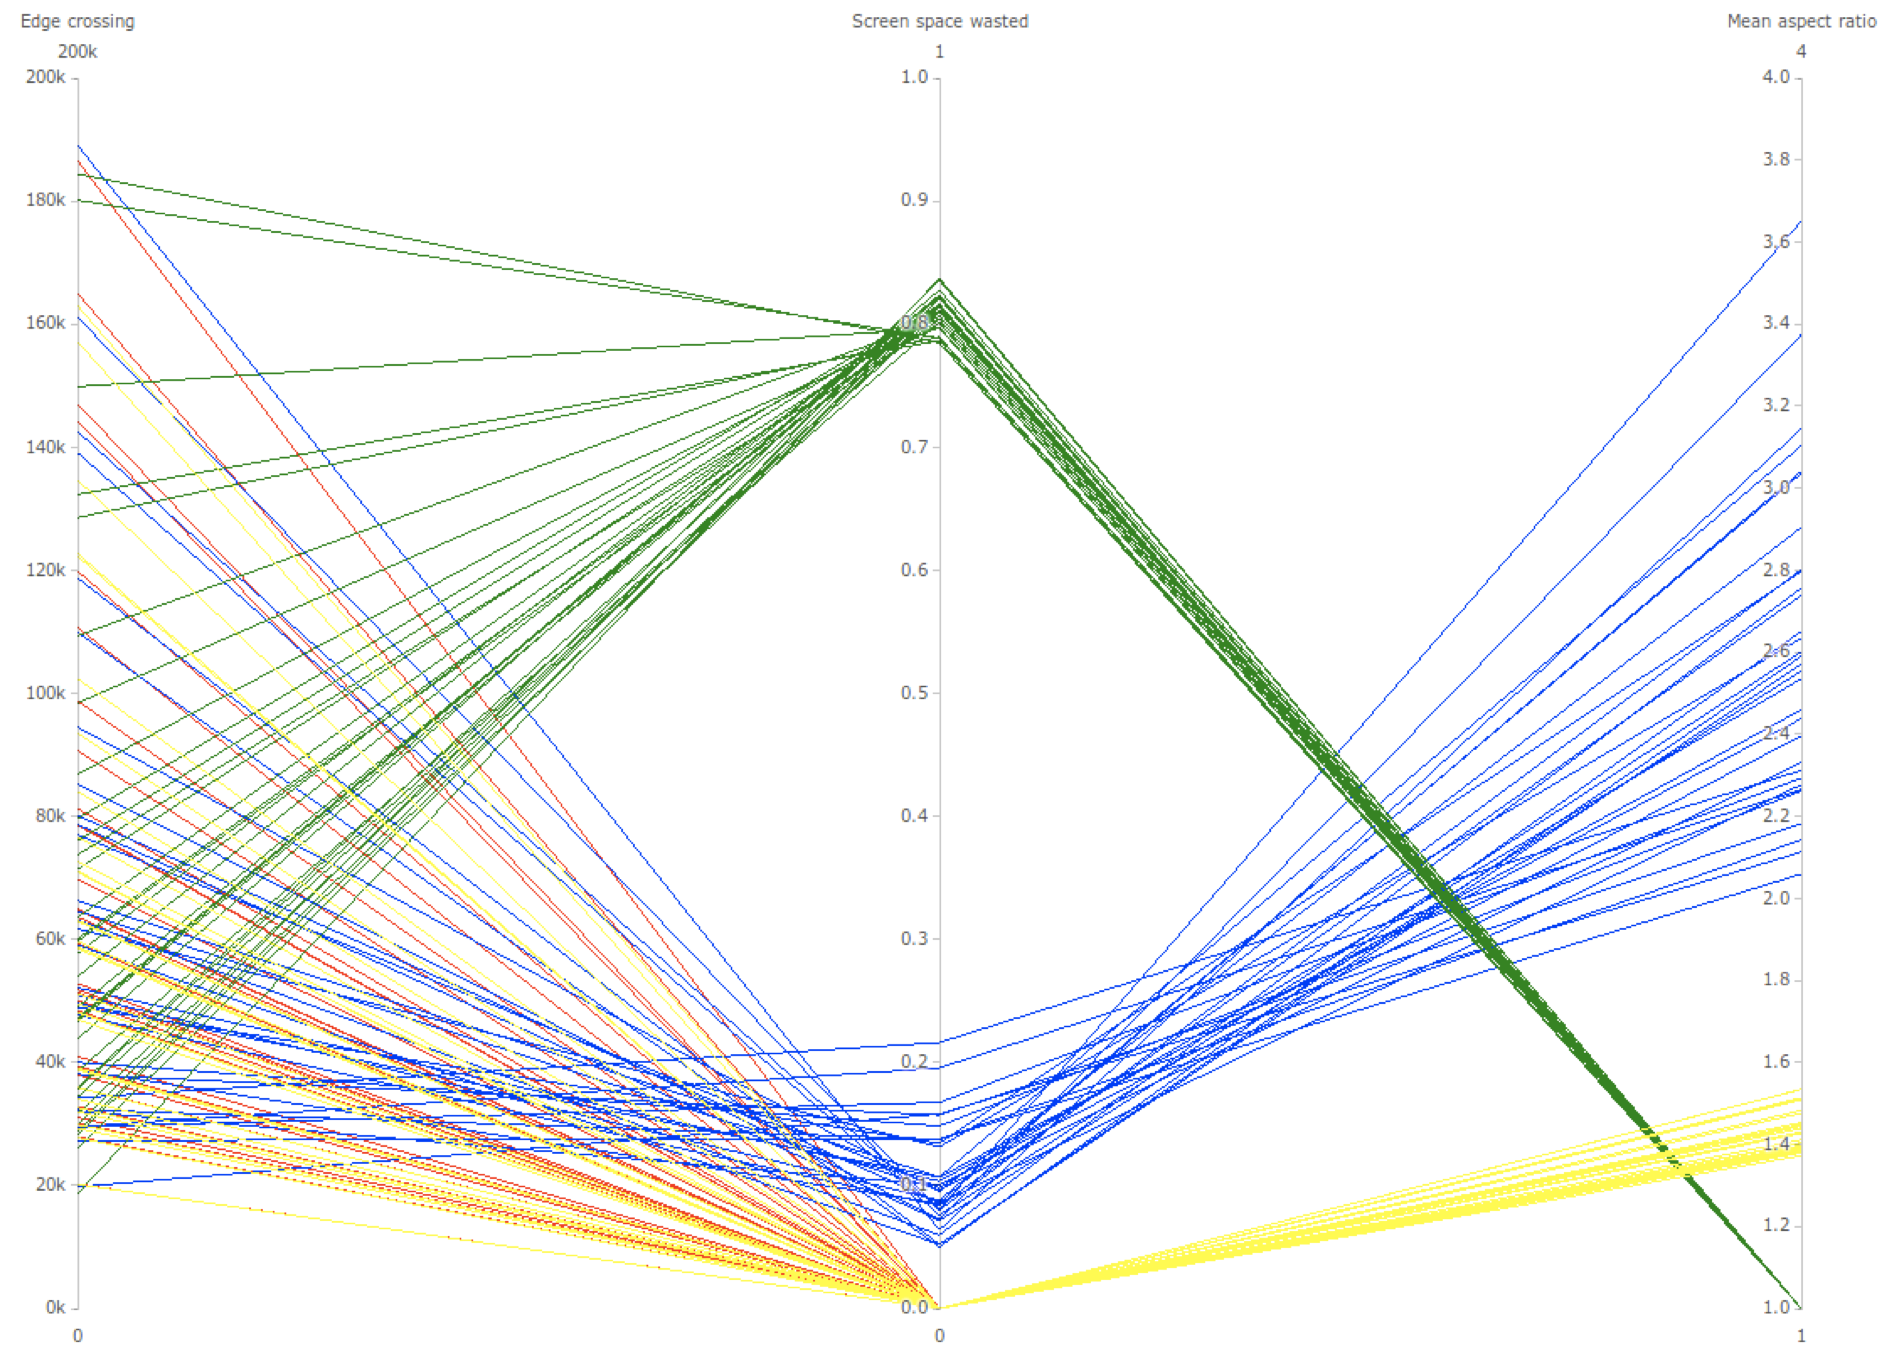 Edge crossing Screen space wasted Mean aspect ratio
200k 1 4
200k 1.0 4.0
3.8
180k 0.9
3.6
160k 0.8 3.4
3.2
140k 0.7
3.0
120k 0.6 2.8
2.6
100k 0.5
2.4
80k 0.4 2.2
2.0
60k 0.3
1.8
40k 0.2 1.6
1.4
20k 0.1
1.2
0k 0.0 1.0
0 0 1